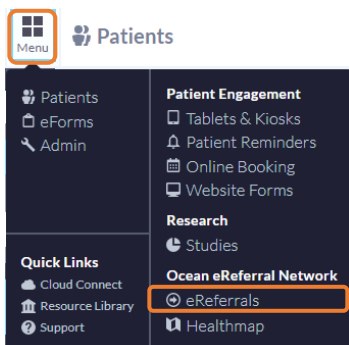 Menu
Patients
Patients
eForms
Admin
Quick Links
Cloud Connect
Resource Library
Support
Patient Engagement
Tablets & Kiosks
Patient Reminders
Online Booking
Website Forms
Research
Studies
Ocean eReferral Network
eReferrals
Healthmap